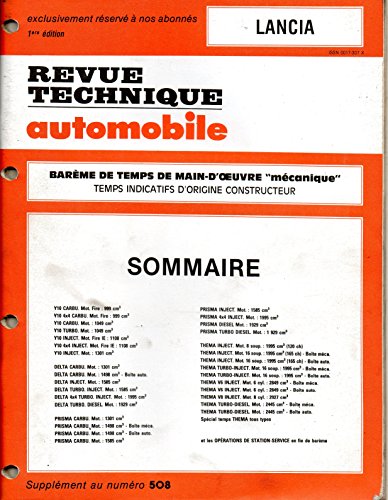 exclusivement réservé à nos abonnés
1ère édition
LANCIA
ISSN 0017-307 X
REVUE
TECHNIQUE
automobile
BARÈME DE TEMPS DE MAIN-D'ŒUVRE "mécanique"
TEMPS INDICATIFS D'ORIGINE CONSTRUCTEUR
SOMMAIRE
Y10 CARBU. Mot. Fire : 999 cm³
Y10 4x4 CARBU. Mot. Fire : 999 cm³
Y10 CARBU. Mot. : 1049 cm³
Y10 TURBO. Mot. : 1049 cm³
Y10 INJECT. Mot. Fire IE : 1108 cm³
Y10 4x4 INJECT. Mot. Fire IE : 1108 cm³
Y10 INJECT. Mot. : 1301 cm³
DELTA CARBU. Mot. : 1301 cm³
DELTA CARBU. Mot. : 1498 cm³ - Boîte auto.
DELTA INJECT. Mot. : 1585 cm³
DELTA TURBO. INJECT. Mot. : 1585 cm³
DELTA 4x4 TURBO. INJECT. Mot. : 1995 cm³
DELTA TURBO. DIESEL. Mot. : 1929 cm³
PRISMA CARBU. Mot. : 1301 cm³
PRISMA CARBU. Mot. : 1498 cm³ - Boîte méca.
PRISMA CARBU. Mot. : 1498 cm³ - Boîte auto.
PRISMA CARBU. Mot. : 1585 cm³
PRISMA INJECT. Mot. : 1585 cm³
PRISMA 4x4 INJECT. Mot. : 1995 cm³
PRISMA DIESEL Mot. : 1929 cm³
PRISMA TURBO DIESEL Mot. : 1 929 cm³
THEMA INJECT. Mot. 8 soup. : 1995 cm³ (120 ch)
THEMA INJECT. Mot. 16 soup. : 1995 cm³ (165 ch) - Boîte méca.
THEMA INJECT. Mot. 16 soup. : 1995 cm³ (165 ch) - Boîte auto.
THEMA TURBO-INJECT. Mot. 16 soup. : 1995 cm³ - Boîte méca.
THEMA TURBO-INJECT. Mot. 16 soup. : 1995 cm³ - Boîte auto.
THEMA V6 INJECT. Mot. 6 cyl. : 2849 cm³ - Boîte méca.
THEMA V6 INJECT. Mot. 6 cyl. : 2849 cm³ - Boîte auto.
THEMA V8 INJECT. Mot. 8 cyl. : 2927 cm³
THEMA TURBO-DIESEL. Mot. : 2445 cm³ - Boîte méca.
THEMA TURBO-DIESEL. Mot. : 2445 cm³ - Boîte auto.
Spécial temps THEMA tous types
et les OPÉRATIONS DE STATION-SERVICE en fin de barème
Supplément au numéro 508